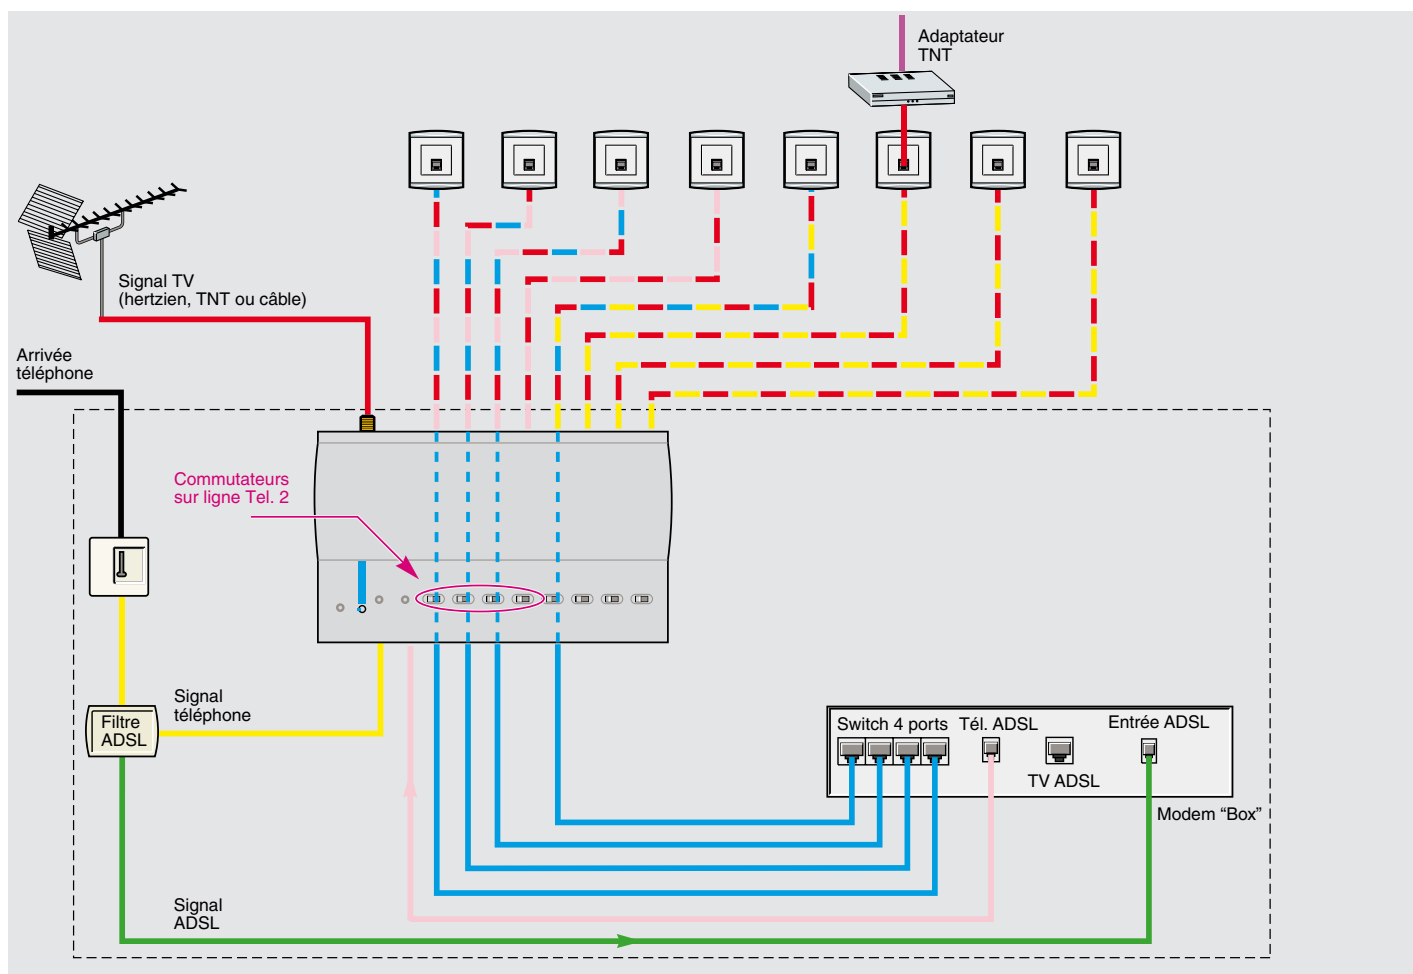 Adaptateur
TNT
Signal TV
(hertzien, TNT ou câble)
Arrivée
téléphone
Commutateurs
sur ligne Tel. 2
Signal
téléphone
Filtre
ADSL
Switch 4 ports
Tél. ADSL
Entrée ADSL
TV ADSL
Modem “Box”
Signal
ADSL